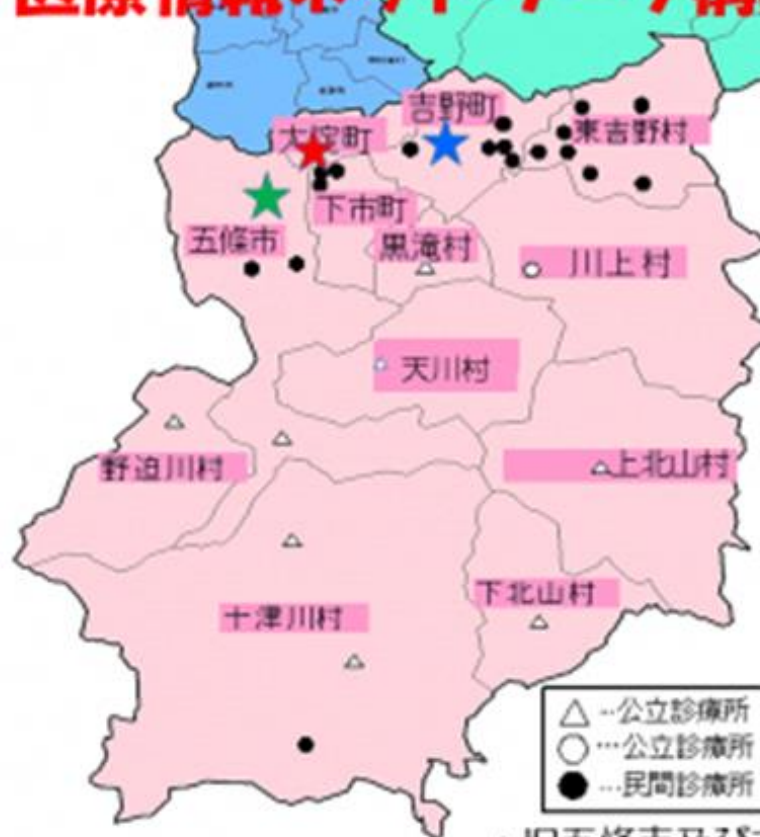 吉野町
大淀町
東吉野村
下市町
五條市
黒滝村
川上村
天川村
野迫川村
上北山村
下北山村
十津川村
△…公立診療所
○…公立診療所
●…民間診療所